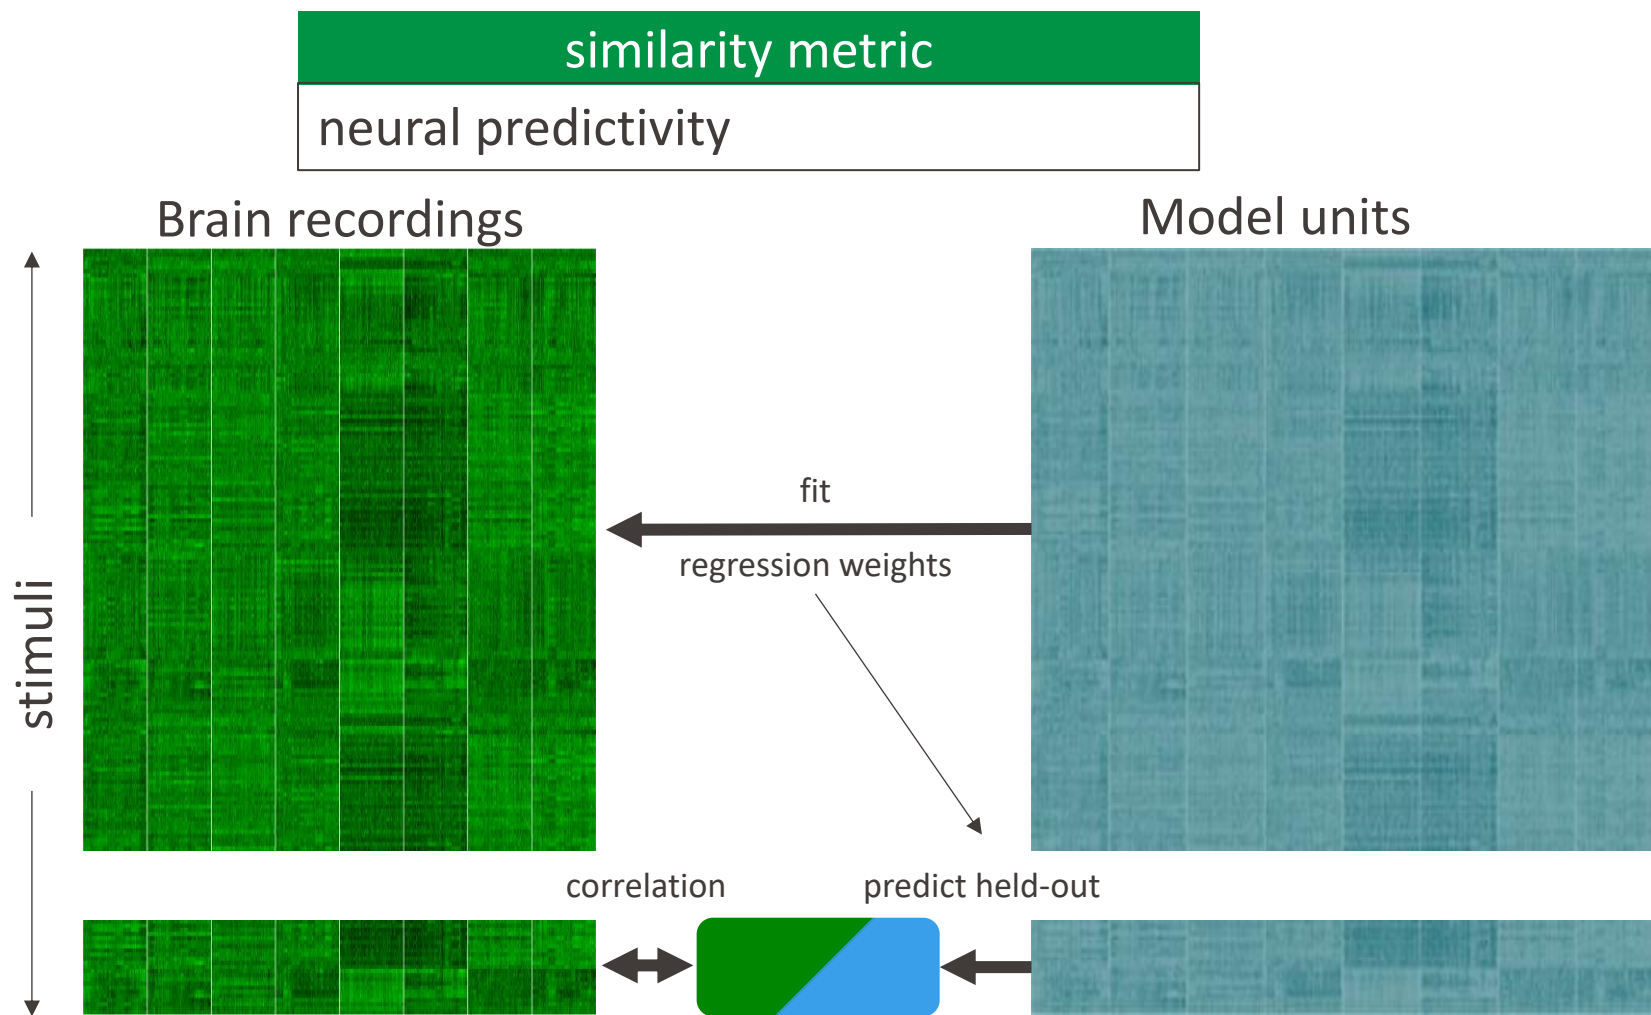 similarity metric
neural predictivity
Brain recordings
Model units
stimuli
fit
regression weights
correlation
predict held-out